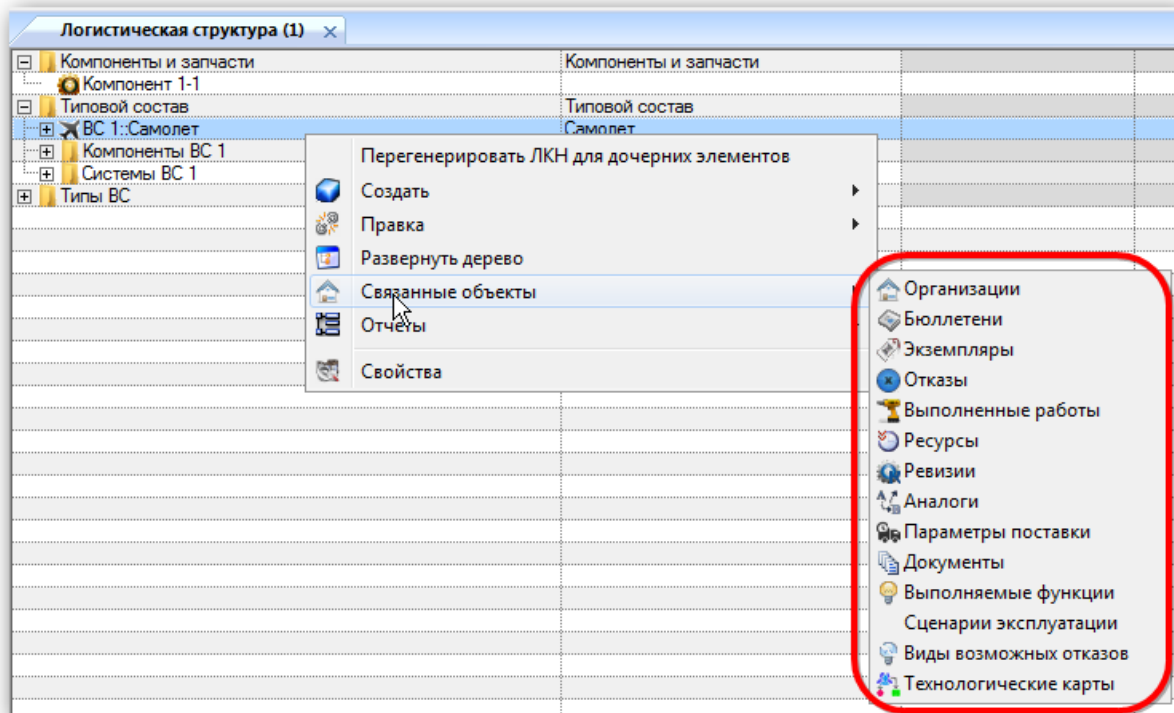 Логистическая структура (1)
Компоненты и запчасти Компоненты и запчасти
Компонент 1-1
Типовой состав Типовой состав
ВС 1::Самолет Самолет
Компоненты ВС 1
Системы ВС 1
Типы ВС
Перегенерировать ЛКН для дочерних элементов
Создать
Правка
Развернуть дерево
Связанные объекты
Отчеты
Свойства
Организации
Бюллетени
Экземпляры
Отказы
Выполненные работы
Ресурсы
Ревизии
Аналоги
Параметры поставки
Документы
Выполняемые функции
Сценарии эксплуатации
Виды возможных отказов
Технологические карты